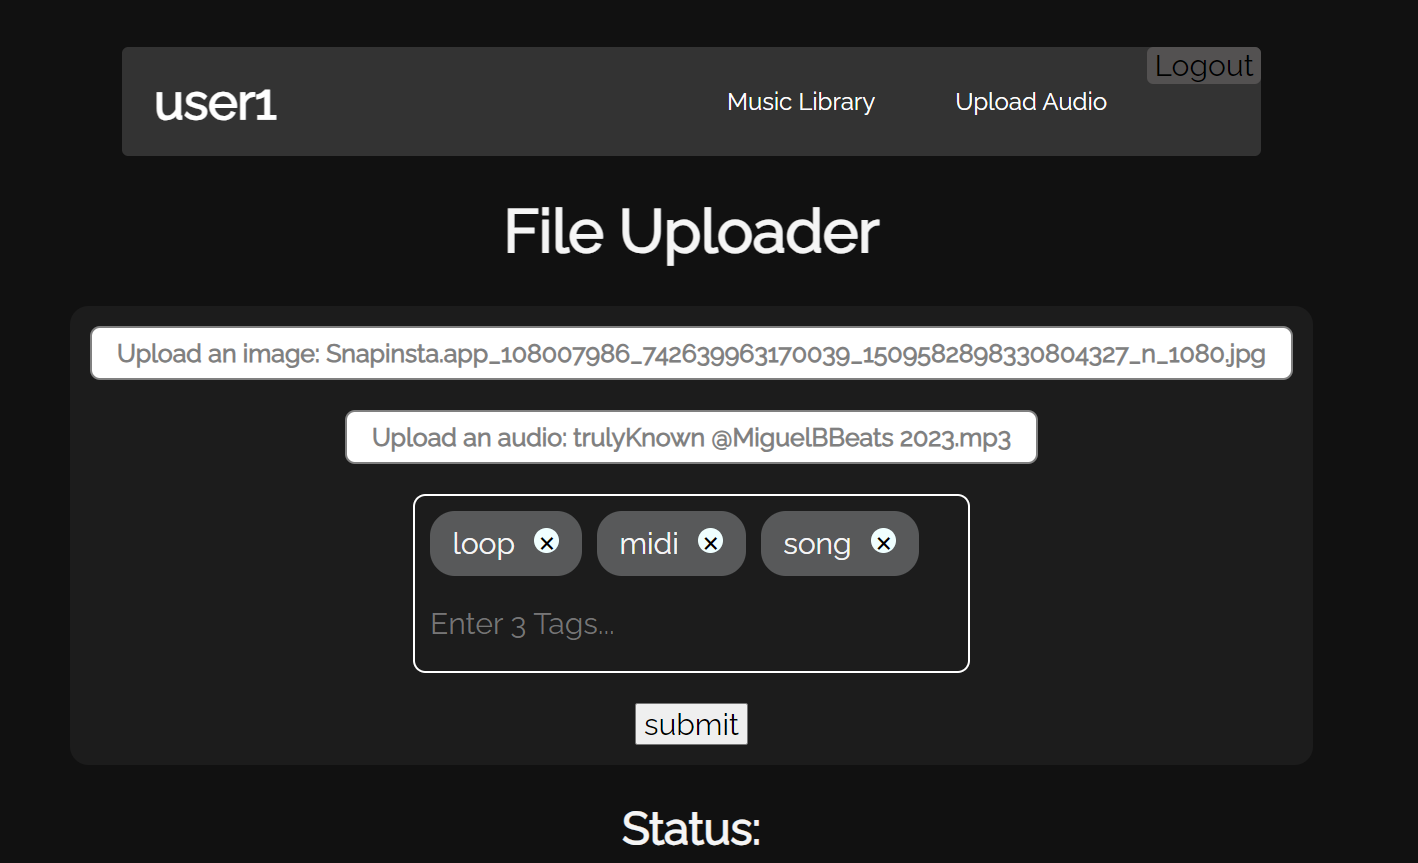 Logout
user1 Music Library Upload Audio
File Uploader
Upload an image: Snapinsta.app_108007986_742639963170039_1509582898330804327_n_1080.jpg
Upload an audio: trulyKnown @MiguelBBeats 2023.mp3
loop × midi × song ×
Enter 3 Tags...
submit
Status: